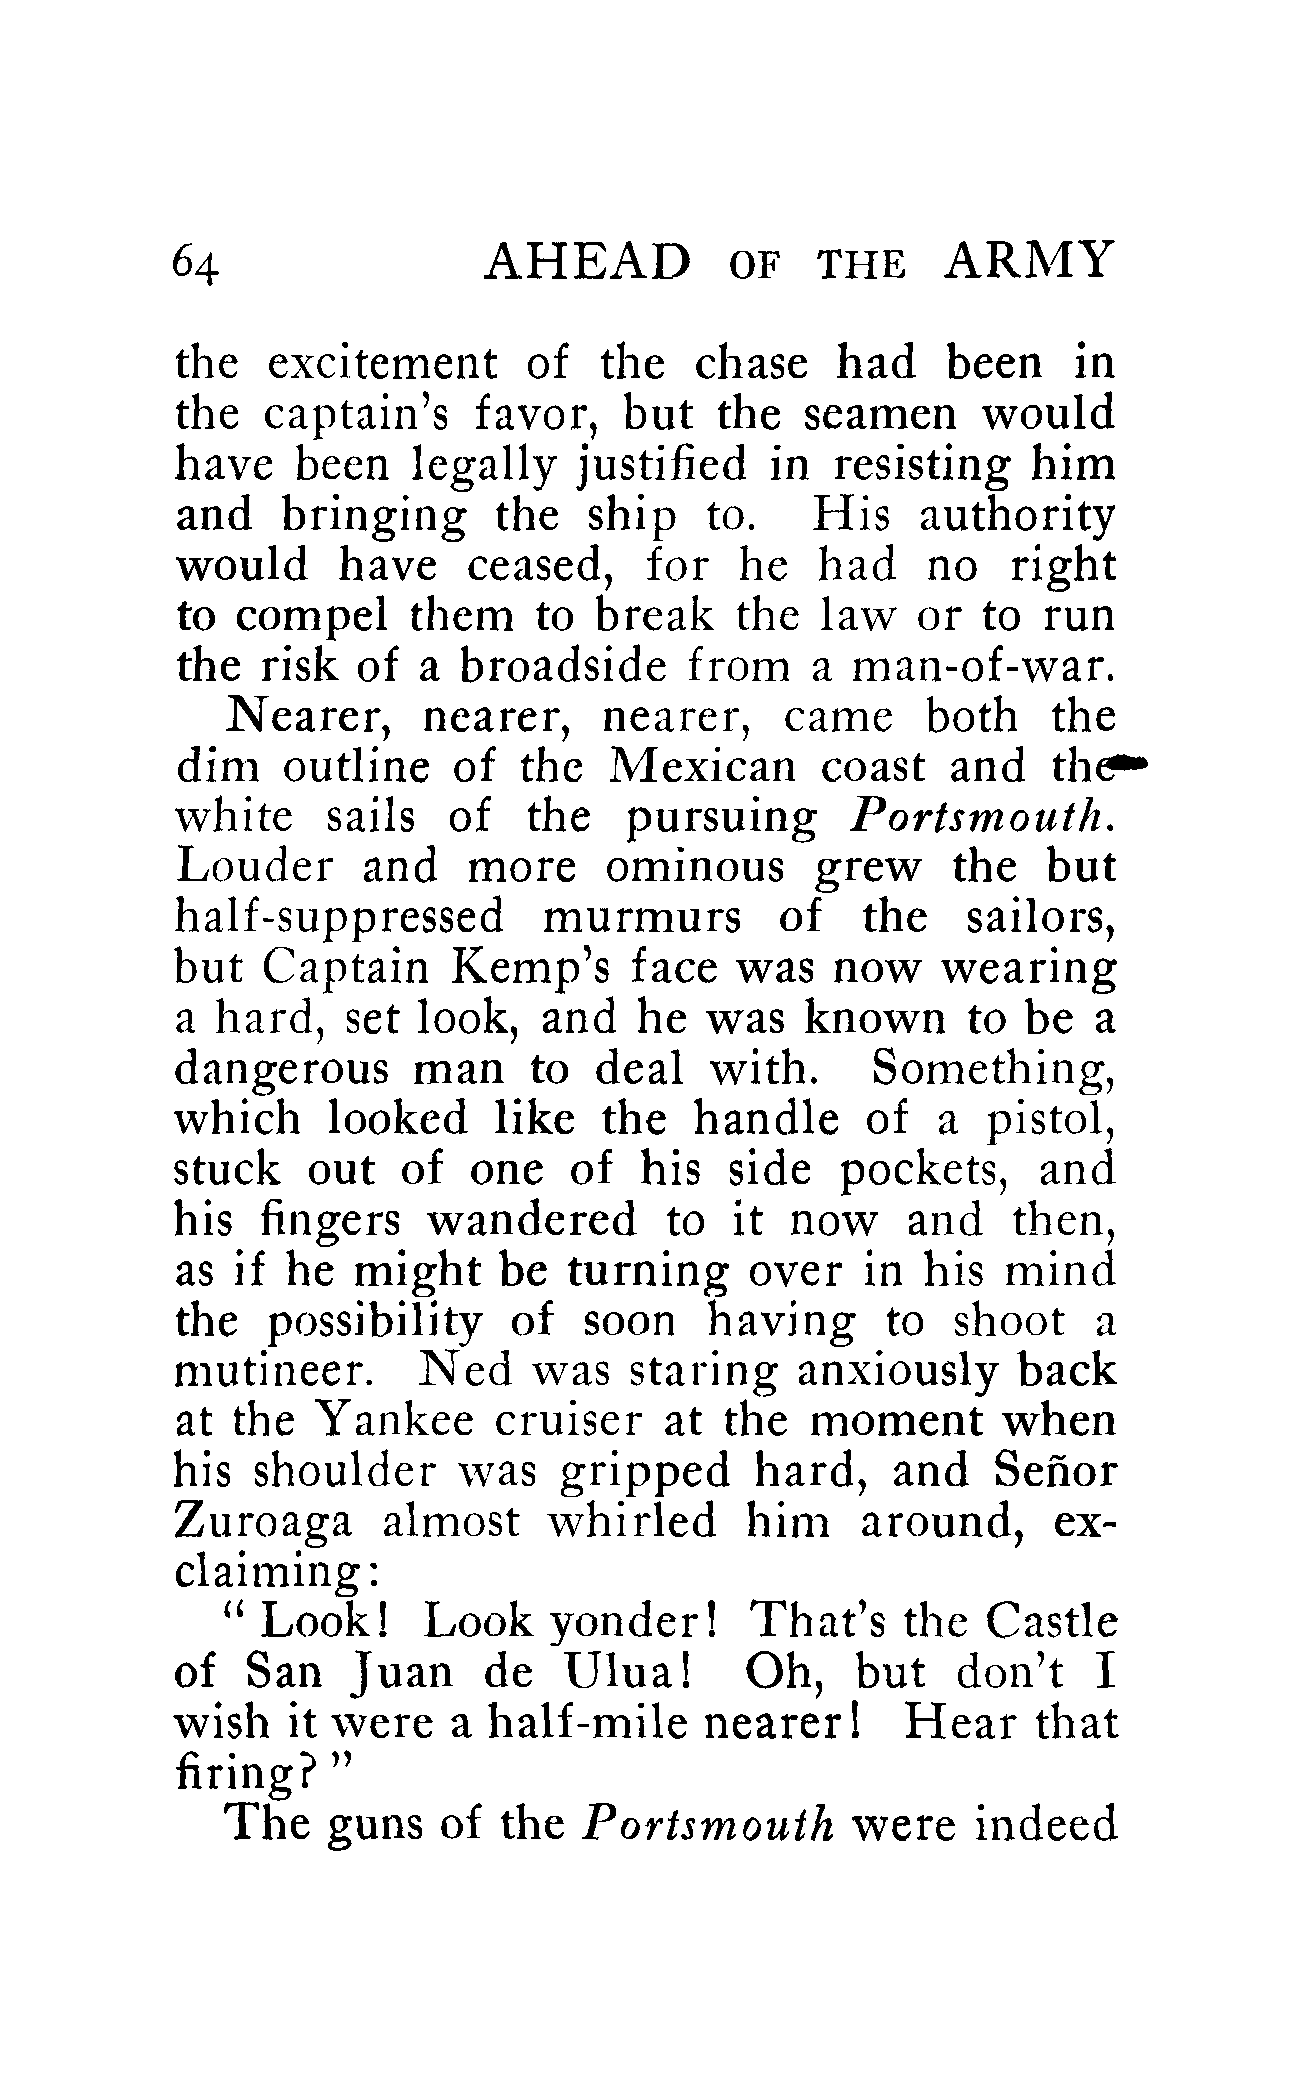 64 AHEAD OF THE ARMY
the excitement of the chase had been in
the captain's favor, but the seamen would
have been legally justified in resisting him
and bringing the ship to. His authority
would have ceased, for he had no right
to compel them to break the law or to run
the risk of a broadside from a man-of-war.
Nearer, nearer, nearer, came both the
dim outline of the Mexican coast and the
white sails of the pursuing Portsmouth.
Louder and more ominous grew the but
half-suppressed murmurs of the sailors,
but Captain Kemp's face was now wearing
a hard, set look, and he was known to be a
dangerous man to deal with. Something,
which looked like the handle of a pistol,
stuck out of one of his side pockets, and
his fingers wandered to it now and then,
as if he might be turning over in his mind
the possibility of soon having to shoot a
mutineer. Ned was staring anxiously back
at the Yankee cruiser at the moment when
his shoulder was gripped hard, and Señor
Zuroaga almost whirled him around, ex-
claiming:
" Look! Look yonder! That's the Castle
of San Juan de Ulua! Oh, but don't I
wish it were a half-mile nearer! Hear that
firing? "
The guns of the Portsmouth were indeed